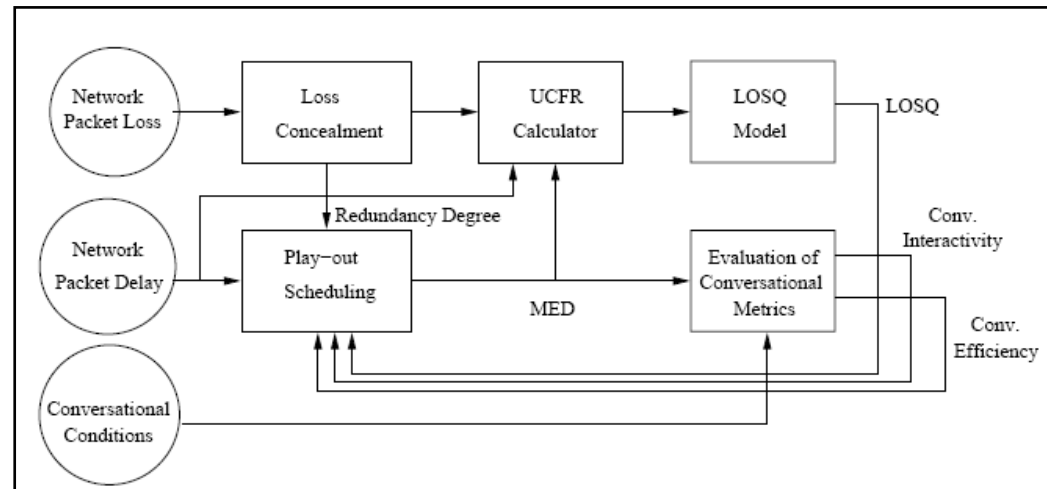 Network
Packet Loss
Loss
Concealment
UCFR
Calculator
LOSQ
Model
LOSQ
Redundancy Degree
Conv.
Interactivity
Network
Packet Delay
Play-out
Scheduling
MED
Evaluation of
Conversational
Metrics
Conv.
Efficiency
Conversational
Conditions